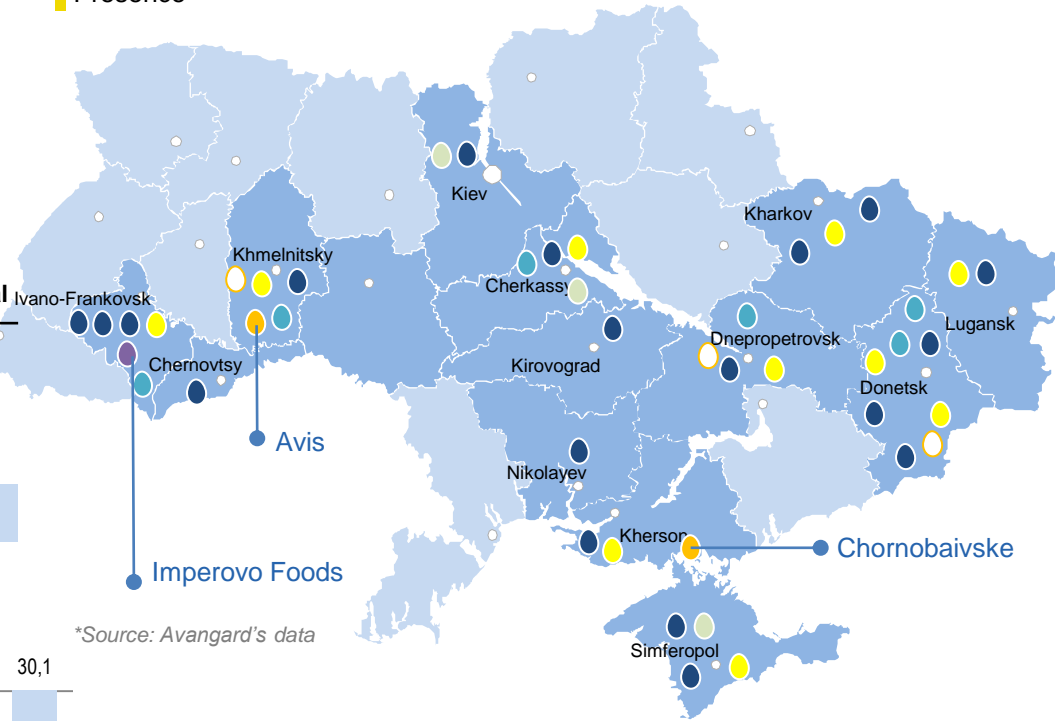 Kiev
Kharkov
Khmelnitsky
Cherkassy
Ivano-Frankovsk
Lugansk
Dnepropetrovsk
Kirovograd
Chernovtsy
Donetsk
Avis
Nikolayev
Kherson
Chornobaivske
Imperovo Foods
*Source: Avangard's data
Simferopol
30,1